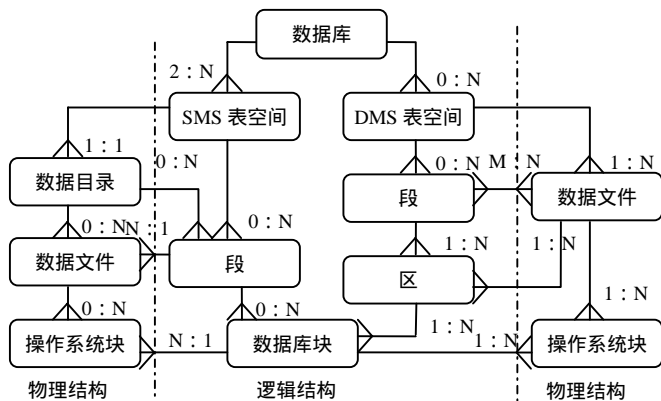 数据库
2：N
0：N
SMS 表空间
DMS 表空间
1：1
0：N
0：N
M：N
1：N
数据目录
段
数据文件
0：N
N：1
0：N
1：N
1：N
数据文件
段
区
0：N
0：N
1：N
1：N
1：N
操作系统块
N：1
数据库块
操作系统块
物理结构
逻辑结构
物理结构